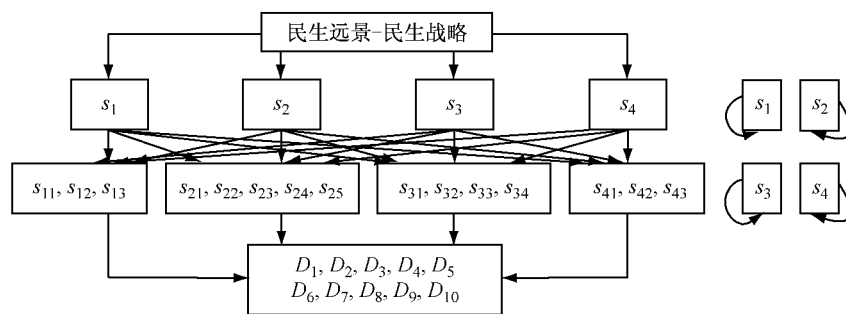 民生远景-民生战略
s₁ s₂ s₃ s₄ s₁ s₂
s₁₁, s₁₂, s₁₃ s₂₁, s₂₂, s₂₃, s₂₄, s₂₅ s₃₁, s₃₂, s₃₃, s₃₄ s₄₁, s₄₂, s₄₃ s₃ s₄
D₁, D₂, D₃, D₄, D₅
D₆, D₇, D₈, D₉, D₁₀